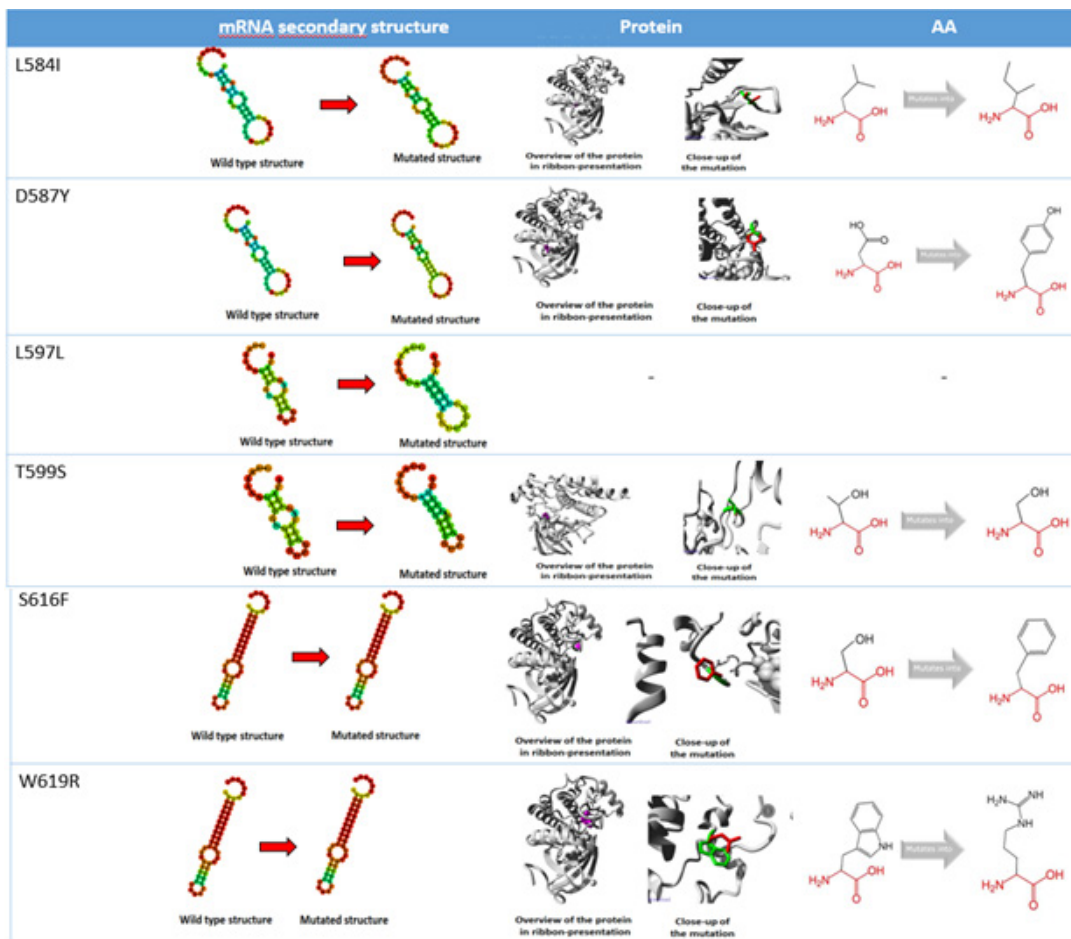 mRNA secondary structure Protein AA
L584I
Wild type structure
Mutated structure
Overview of the protein
in ribbon-presentation
Close-up of
the mutation
Mutates into
H₂N
OH
O
H₂N
OH
O
D587Y
Wild type structure
Mutated structure
Overview of the protein
in ribbon-presentation
Close-up of
the mutation
HO
O
H₂N
OH
O
Mutates into
OH
H₂N
OH
O
L597L
Wild type structure
Mutated structure
-
-
T599S
Wild type structure
Mutated structure
Overview of the protein
in ribbon-presentation
Close-up of
the mutation
OH
H₂N
OH
O
Mutates into
OH
H₂N
OH
O
S616F
Wild type structure
Mutated structure
Overview of the protein
in ribbon-presentation
Close-up of
the mutation
OH
H₂N
OH
O
Mutates into
H₂N
OH
O
W619R
Wild type structure
Mutated structure
Overview of the protein
in ribbon-presentation
Close-up of
the mutation
NH
H₂N
OH
O
Mutates into
H₂N
NH
NH
H₂N
OH
O